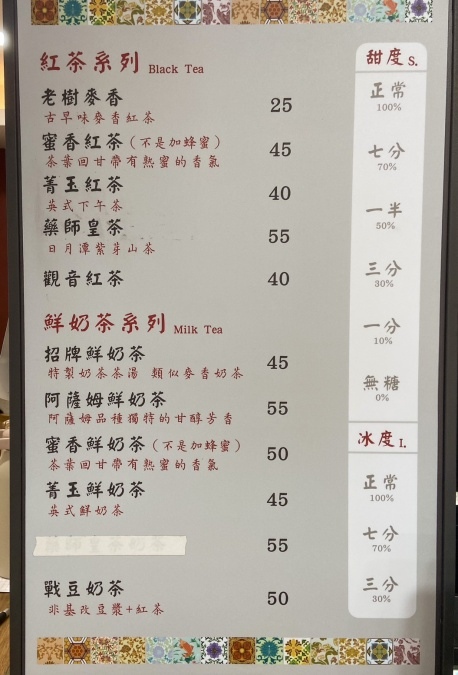 紅茶系列 Black Tea
老樹麥香 25
古早味麥香紅茶
蜜香紅茶(不是加蜂蜜) 45
茶葉回甘帶有熱蜜的香氣
菁玉紅茶 40
英式下午茶
藥師皇茶 55
日月潭紫芽山茶
觀音紅茶 40
鮮奶茶系列 Milk Tea
招牌鮮奶茶 45
特製奶茶茶湯 類似麥香奶茶
阿薩姆鮮奶茶 55
阿薩姆品種獨特的甘醇芳香
蜜香鮮奶茶(不是加蜂蜜) 50
茶葉回甘帶有熱蜜的香氣
菁玉鮮奶茶 45
英式鮮奶茶
55
戰豆奶茶 50
非基改豆漿+紅茶
甜度 S.
正常
100%
七分
70%
一半
50%
三分
30%
一分
10%
無糖
0%
冰度 I.
正常
100%
七分
70%
三分
30%